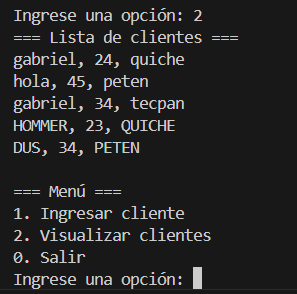 Ingrese una opción: 2
=== Lista de clientes ===
gabriel, 24, quiche
hola, 45, peten
gabriel, 34, tecpan
HOMMER, 23, QUICHE
DUS, 34, PETEN
=== Menú ===
1. Ingresar cliente
2. Visualizar clientes
0. Salir
Ingrese una opción: